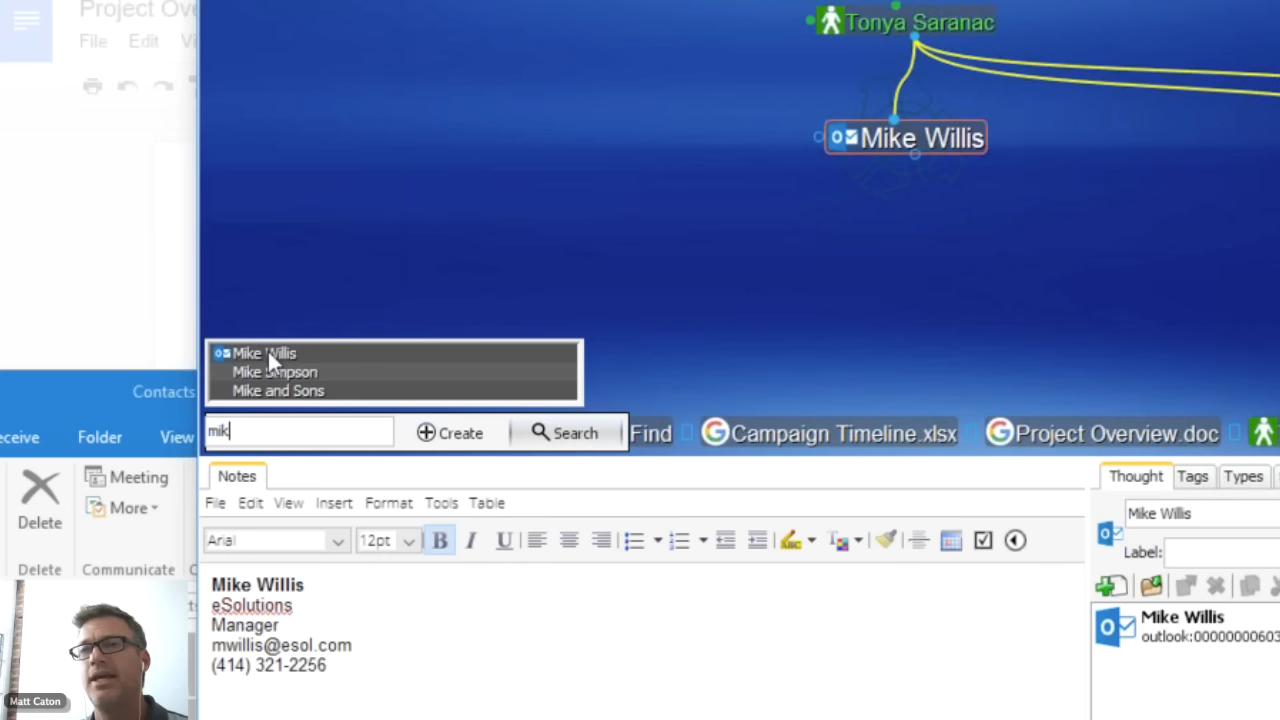 Project Overv
File Edit Vi
Tonya Saranac
Mike Willis
Mike Willis
Mike Simpson
Mike and Sons
mik
Create
Search
Find
Campaign Timeline.xlsx
Project Overview.doc
Contacts
eceive
Folder
View
Delete
Meeting
More
Delete
Communicate
Notes
File Edit View Insert Format Tools Table
Arial
12pt
B I U
Mike Willis
eSolutions
Manager
mwillis@esol.com
(414) 321-2256
Thought Tags Types
Mike Willis
Label:
Mike Willis
outlook:00000000603
Matt Caton